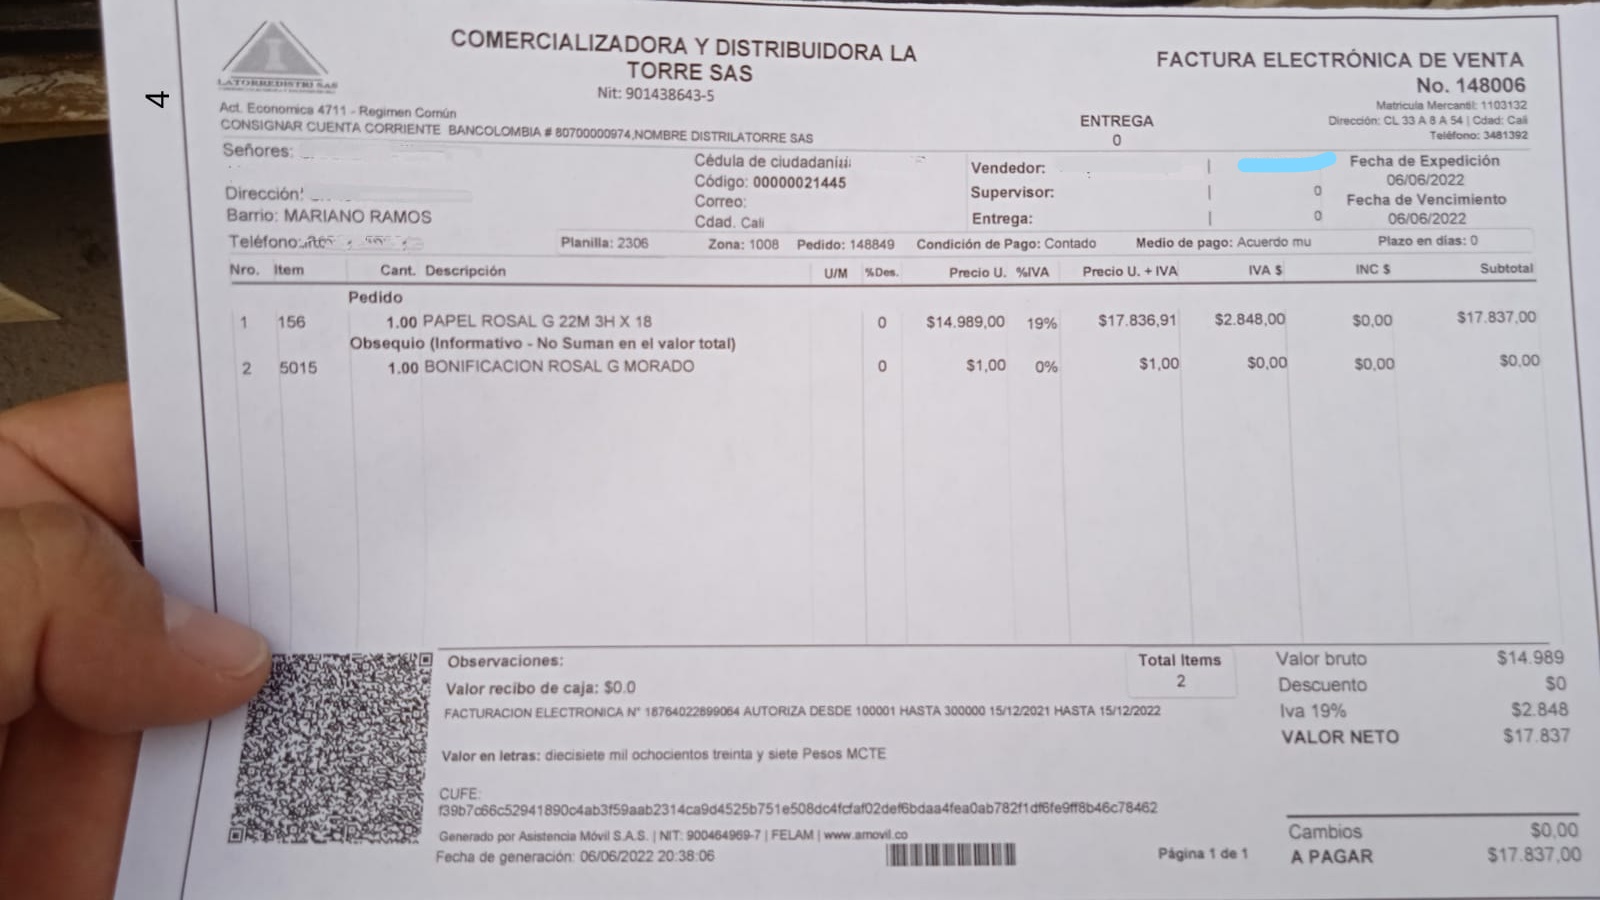 4
LATORREDISTRI SAS
COMERCIALIZADORA Y DISTRIBUIDORA LA
TORRE SAS
Nit: 901438643-5
FACTURA ELECTRÓNICA DE VENTA
No. 148006
Matricula Mercantil: 1103132
Dirección: CL 33 A 8 A 54 | Cdad: Cali
Teléfono: 3481392
Act. Economica 4711 - Regimen Común
CONSIGNAR CUENTA CORRIENTE BANCOLOMBIA # 80700000974,NOMBRE DISTRILATORRE SAS
ENTREGA
0
Señores:
Dirección:
Barrio: MARIANO RAMOS
Teléfono:
Cédula de ciudadanía:
Código: 00000021445
Correo:
Cdad. Cali
Vendedor: |
Supervisor: | 0
Entrega: | 0
Fecha de Expedición
06/06/2022
Fecha de Vencimiento
06/06/2022
Planilla: 2306 Zona: 1008 Pedido: 148849 Condición de Pago: Contado Medio de pago: Acuerdo mu Plazo en días: 0
Nro. Item Cant. Descripción U/M %Des. Precio U. %IVA Precio U. + IVA IVA $ INC $ Subtotal
Pedido
1 156 1.00 PAPEL ROSAL G 22M 3H X 18 0 $14.989,00 19% $17.836,91 $2.848,00 $0,00 $17.837,00
Obsequio (Informativo - No Suman en el valor total)
2 5015 1.00 BONIFICACION ROSAL G MORADO 0 $1,00 0% $1,00 $0,00 $0,00 $0,00
Observaciones:
Valor recibo de caja: $0.0
Total Items
2
Valor bruto $14.989
Descuento $0
Iva 19% $2.848
VALOR NETO $17.837
FACTURACION ELECTRONICA N° 18764022899064 AUTORIZA DESDE 100001 HASTA 300000 15/12/2021 HASTA 15/12/2022
Valor en letras: diecisiete mil ochocientos treinta y siete Pesos MCTE
CUFE:
f39b7c66c52941890c4ab3f59aab2314ca9d4525b751e508dc4fcfaf02def6bdaa4fea0ab782f1df6fe9ff8b46c78462
Generado por Asistencia Móvil S.A.S. | NIT: 900464969-7 | FELAM | www.amovil.co
Fecha de generación: 06/06/2022 20:38:06
Página 1 de 1
Cambios $0,00
A PAGAR $17.837,00